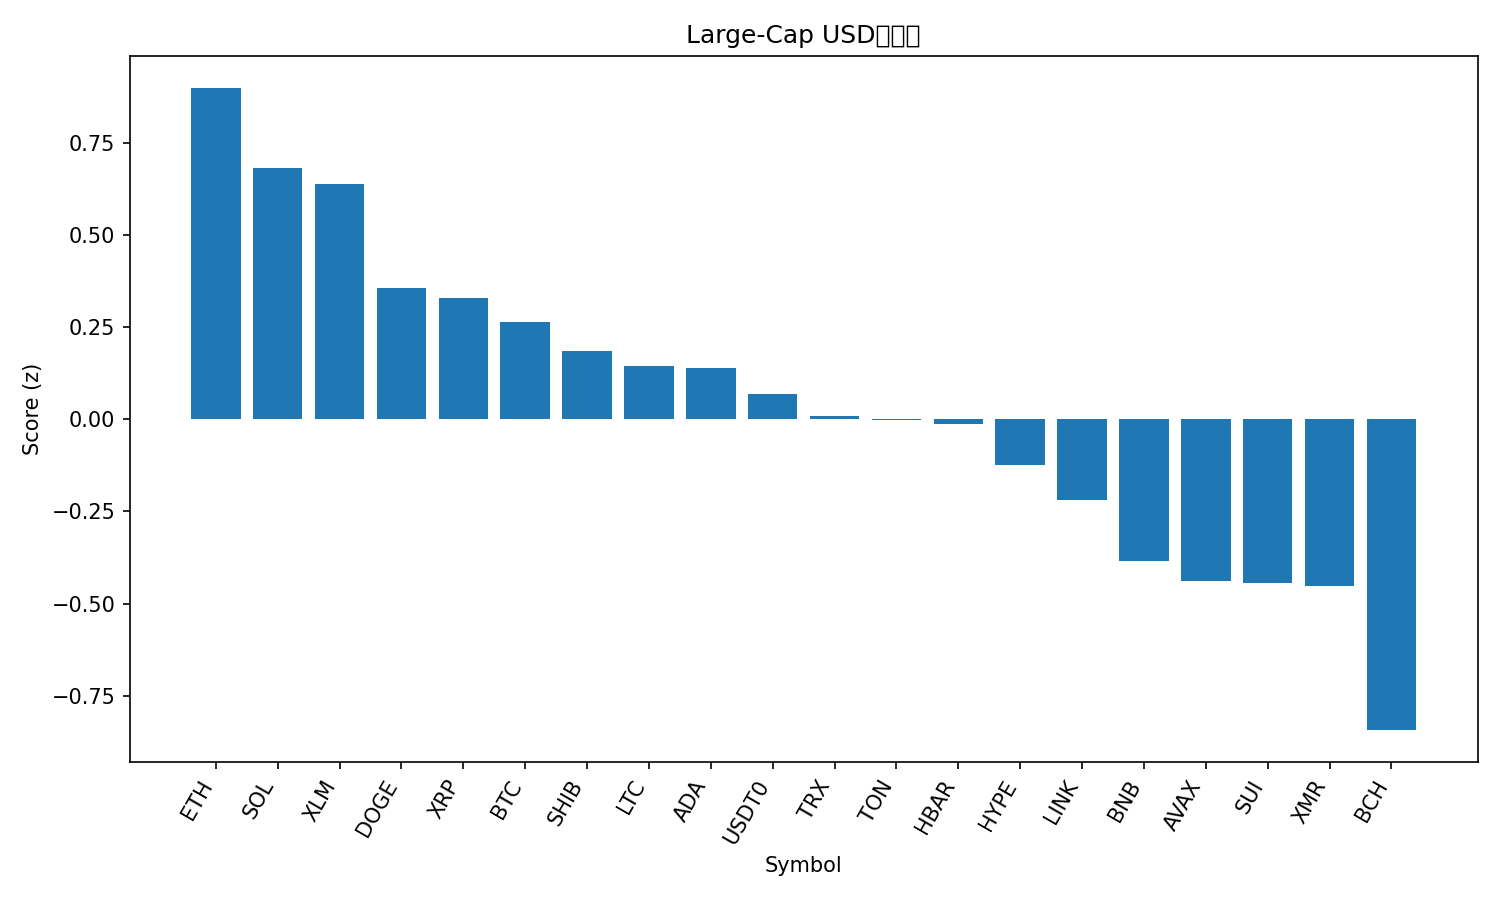 Large-Cap USD
0.75
0.50
0.25
0.00
−0.25
−0.50
−0.75
Score (z)
ETH
SOL
XLM
DOGE
XRP
BTC
SHIB
LTC
ADA
USDT0
TRX
TON
HBAR
HYPE
LINK
BNB
AVAX
SUI
XMR
BCH
Symbol